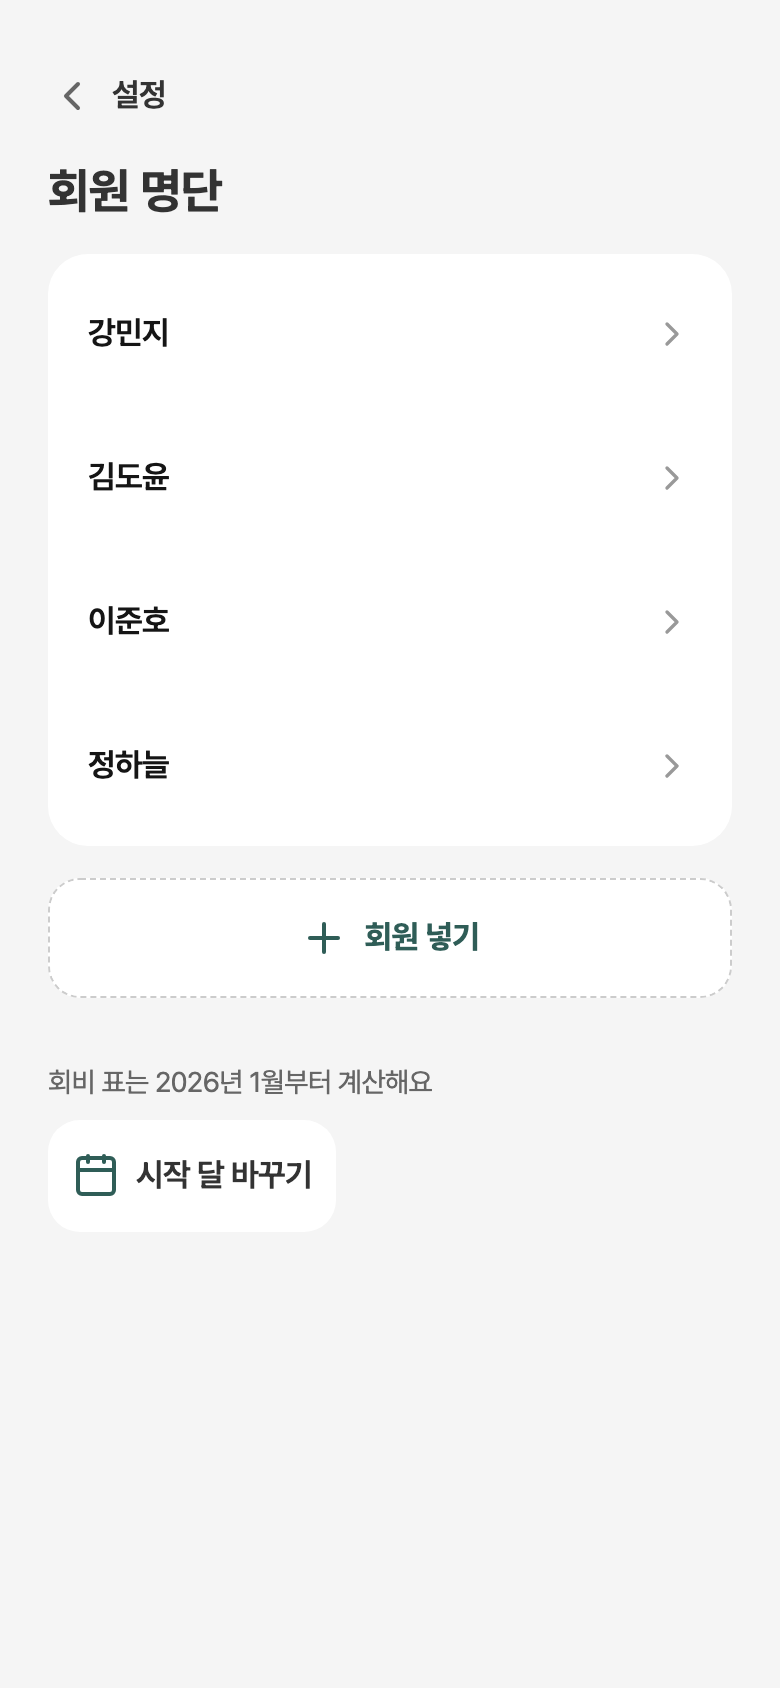 설정
회원 명단
강민지
김도윤
이준호
정하늘
회원 넣기
회비 표는 2026년 1월부터 계산해요
시작 달 바꾸기